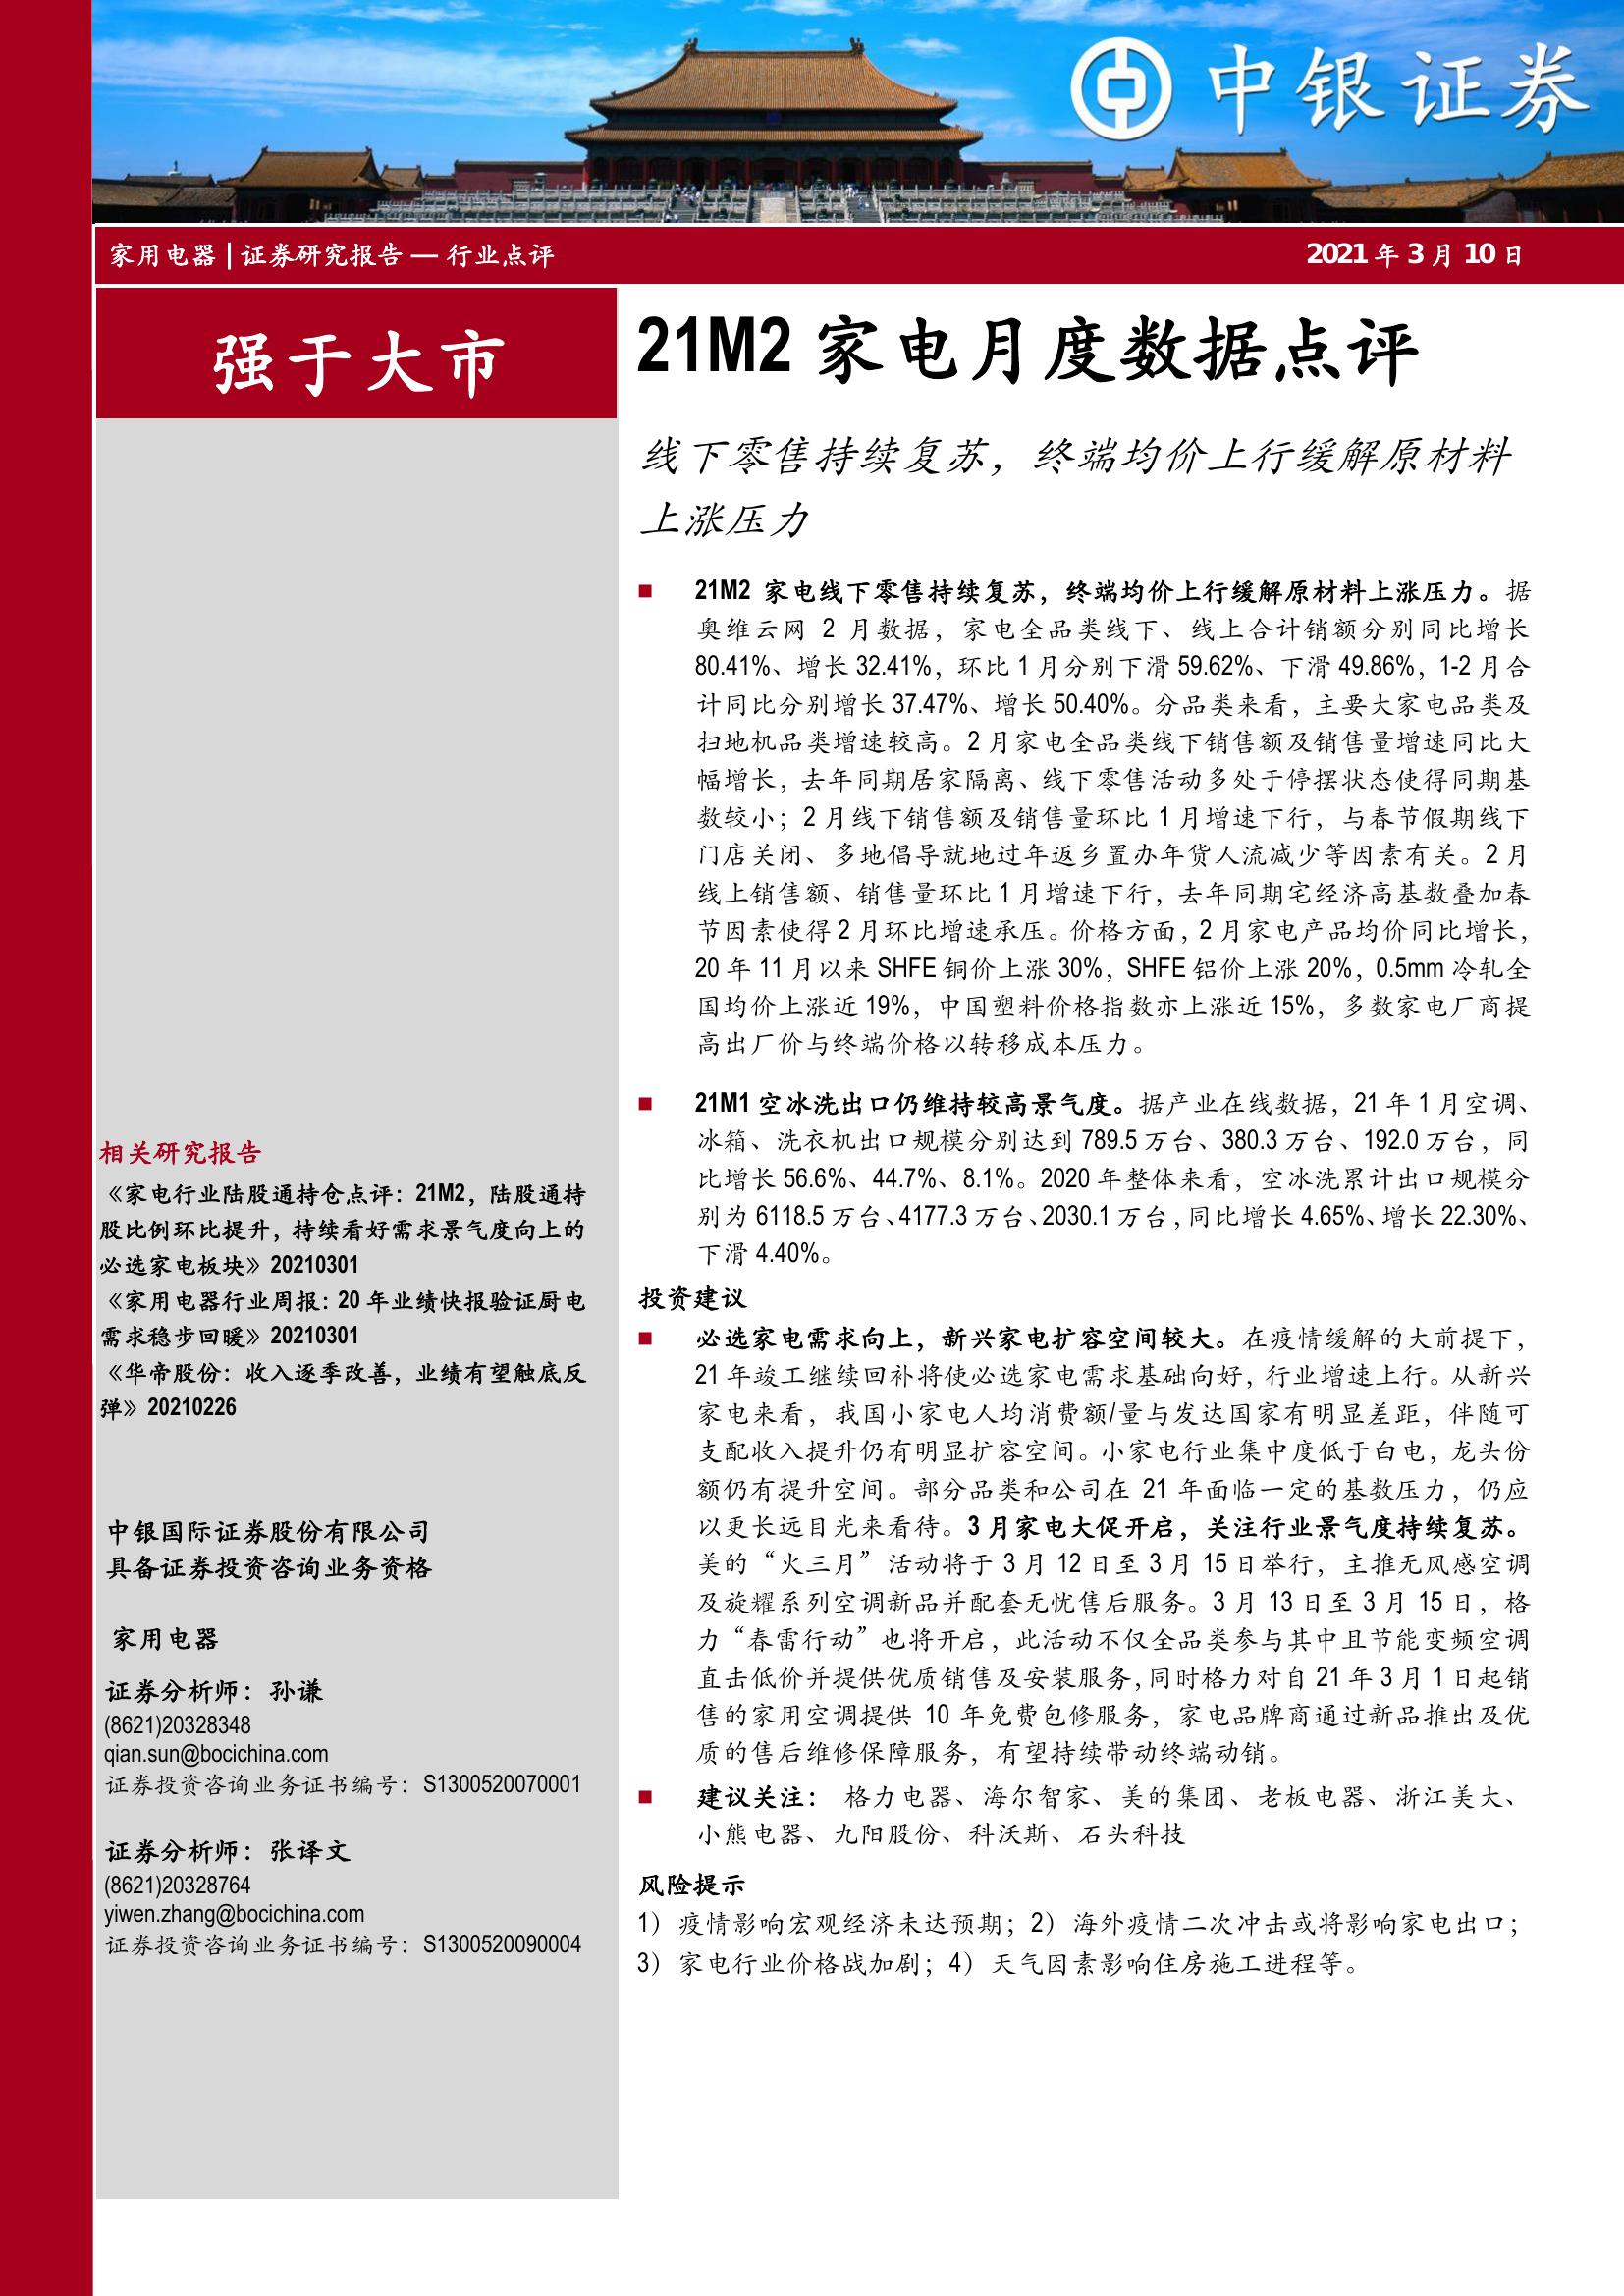 中银证券
家用电器 | 证券研究报告 — 行业点评
2021 年 3 月 10 日
强于大市
21M2 家电月度数据点评
线下零售持续复苏，终端均价上行缓解原材料
上涨压力
■ 21M2 家电线下零售持续复苏，终端均价上行缓解原材料上涨压力。据
奥维云网 2 月数据，家电全品类线下、线上合计销额分别同比增长
80.41%、增长 32.41%，环比 1 月分别下滑 59.62%、下滑 49.86%，1-2 月合
计同比分别增长 37.47%、增长 50.40%。分品类来看，主要大家电品类及
扫地机品类增速较高。2 月家电全品类线下销售额及销售量增速同比大
幅增长，去年同期居家隔离、线下零售活动多处于停摆状态使得同期基
数较小；2 月线下销售额及销售量环比 1 月增速下行，与春节假期线下
门店关闭、多地倡导就地过年返乡置办年货人流减少等因素有关。2 月
线上销售额、销售量环比 1 月增速下行，去年同期宅经济高基数叠加春
节因素使得 2 月环比增速承压。价格方面，2 月家电产品均价同比增长，
20 年 11 月以来 SHFE 铜价上涨 30%，SHFE 铝价上涨 20%，0.5mm 冷轧全
国均价上涨近 19%，中国塑料价格指数亦上涨近 15%，多数家电厂商提
高出厂价与终端价格以转移成本压力。
■ 21M1 空冰洗出口仍维持较高景气度。据产业在线数据，21 年 1 月空调、
冰箱、洗衣机出口规模分别达到 789.5 万台、380.3 万台、192.0 万台，同
比增长 56.6%、44.7%、8.1%。2020 年整体来看，空冰洗累计出口规模分
别为 6118.5 万台、4177.3 万台、2030.1 万台，同比增长 4.65%、增长 22.30%、
下滑 4.40%。
投资建议
■ 必选家电需求向上，新兴家电扩容空间较大。在疫情缓解的大前提下，
21 年竣工继续回补将使必选家电需求基础向好，行业增速上行。从新兴
家电来看，我国小家电人均消费额/量与发达国家有明显差距，伴随可
支配收入提升仍有明显扩容空间。小家电行业集中度低于白电，龙头份
额仍有提升空间。部分品类和公司在 21 年面临一定的基数压力，仍应
以更长远目光来看待。3 月家电大促开启，关注行业景气度持续复苏。
美的“火三月”活动将于 3 月 12 日至 3 月 15 日举行，主推无风感空调
及旋耀系列空调新品并配套无忧售后服务。3 月 13 日至 3 月 15 日，格
力“春雷行动”也将开启，此活动不仅全品类参与其中且节能变频空调
直击低价并提供优质销售及安装服务，同时格力对自 21 年 3 月 1 日起销
售的家用空调提供 10 年免费包修服务，家电品牌商通过新品推出及优
质的售后维修保障服务，有望持续带动终端动销。
■ 建议关注： 格力电器、海尔智家、美的集团、老板电器、浙江美大、
小熊电器、九阳股份、科沃斯、石头科技
风险提示
1）疫情影响宏观经济未达预期；2）海外疫情二次冲击或将影响家电出口；
3）家电行业价格战加剧；4）天气因素影响住房施工进程等。
相关研究报告
《家电行业陆股通持仓点评：21M2，陆股通持
股比例环比提升，持续看好需求景气度向上的
必选家电板块》20210301
《家用电器行业周报：20 年业绩快报验证厨电
需求稳步回暖》20210301
《华帝股份：收入逐季改善，业绩有望触底反
弹》20210226
中银国际证券股份有限公司
具备证券投资咨询业务资格
家用电器
证券分析师：孙谦
(8621)20328348
qian.sun@bocichina.com
证券投资咨询业务证书编号：S1300520070001
证券分析师：张译文
(8621)20328764
yiwen.zhang@bocichina.com
证券投资咨询业务证书编号：S1300520090004